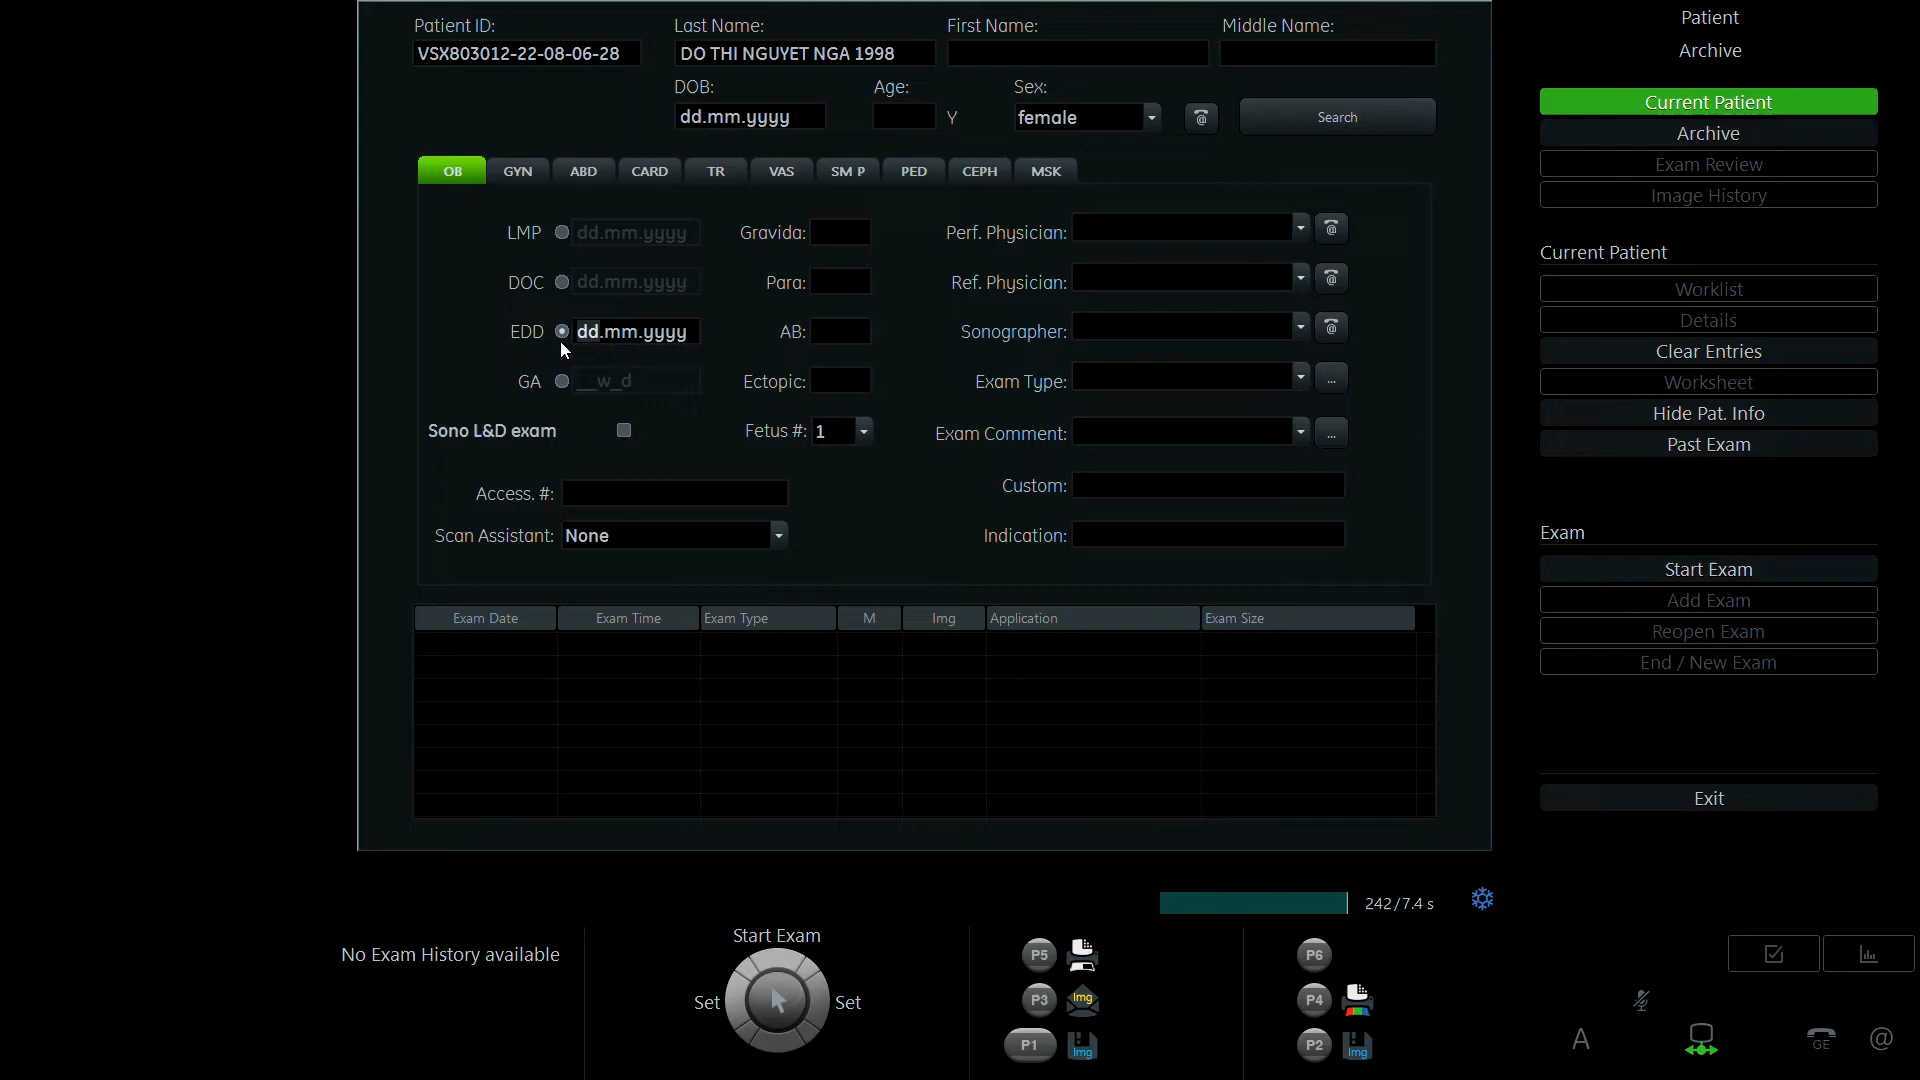 Patient ID: Last Name: First Name: Middle Name:
VSX803012-22-08-06-28 DO THI NGUYET NGA 1998
DOB: Age: Sex:
dd.mm.yyyy Y female @ Search
OB GYN ABD CARD TR VAS SM P PED CEPH MSK
LMP dd.mm.yyyy Gravida: Perf. Physician: @
DOC dd.mm.yyyy Para: Ref. Physician: @
EDD dd.mm.yyyy AB: Sonographer: @
GA __w_d Ectopic: Exam Type: ...
Sono L&D exam Fetus #: 1 Exam Comment: ...
Custom:
Access. #:
Scan Assistant: None Indication:
Exam Date Exam Time Exam Type M Img Application Exam Size
Patient
Archive
Current Patient
Archive
Exam Review
Image History
Current Patient
Worklist
Details
Clear Entries
Worksheet
Hide Pat. Info
Past Exam
Exam
Start Exam
Add Exam
Reopen Exam
End / New Exam
Exit
242/7.4 s
No Exam History available
Start Exam
Set Set
P5 P6
P3 Img P4
P1 Img P2 Img
A GE @